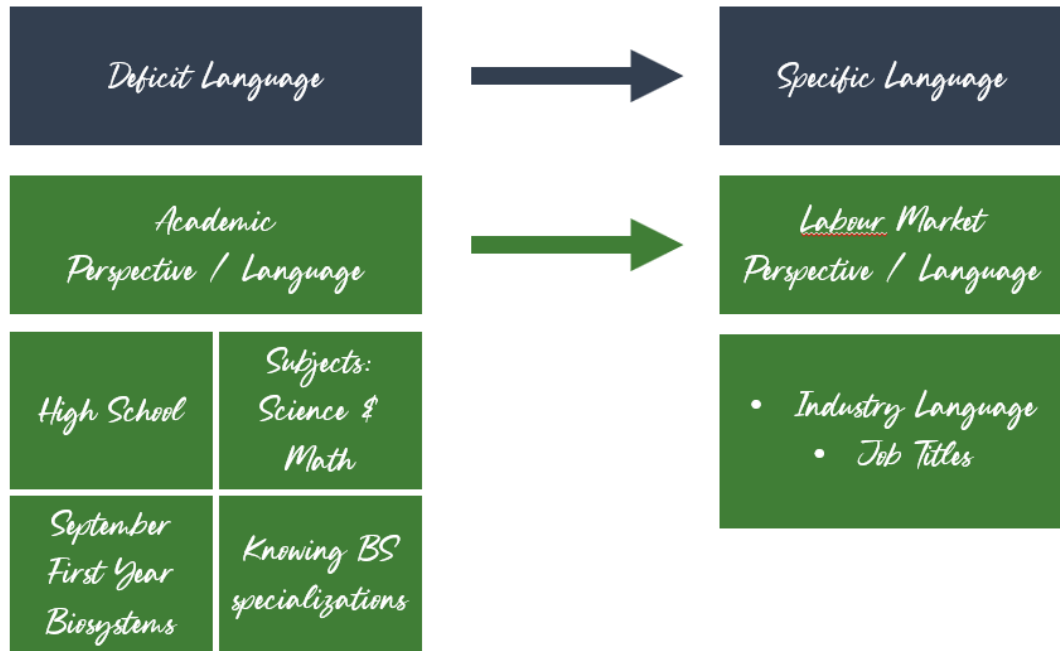 Deficit Language
Specific Language
Academic
Perspective / Language
Labour Market
Perspective / Language
High School
Subjects:
Science &
Math
• Industry Language
• Job Titles
September
First Year
Biosystems
Knowing BS
specializations